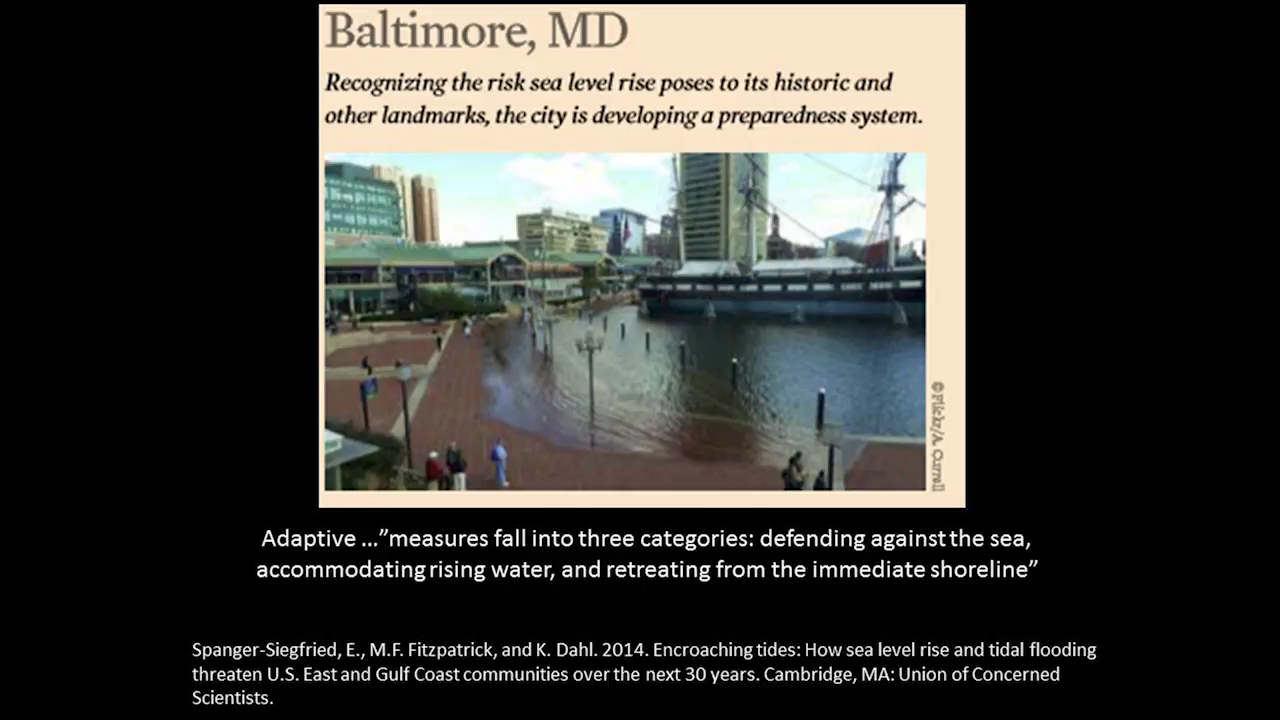 Baltimore, MD
Recognizing the risk sea level rise poses to its historic and
other landmarks, the city is developing a preparedness system.
©Flickr/A. Currell
Adaptive …”measures fall into three categories: defending against the sea,
accommodating rising water, and retreating from the immediate shoreline”
Spanger-Siegfried, E., M.F. Fitzpatrick, and K. Dahl. 2014. Encroaching tides: How sea level rise and tidal flooding
threaten U.S. East and Gulf Coast communities over the next 30 years. Cambridge, MA: Union of Concerned
Scientists.